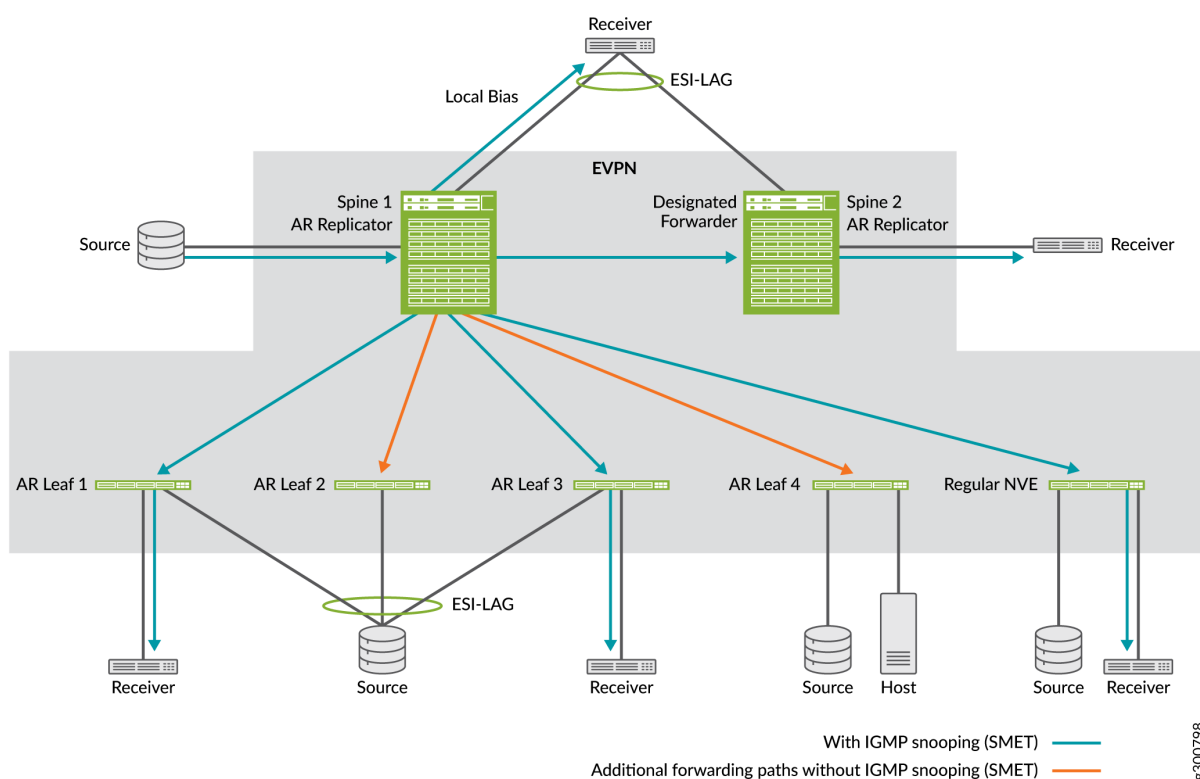 Receiver
ESI-LAG
Local Bias
EVPN
Spine 1
AR Replicator
Designated
Forwarder
Spine 2
AR Replicator
Source
Receiver
AR Leaf 1
AR Leaf 2
AR Leaf 3
AR Leaf 4
Regular NVE
ESI-LAG
Receiver
Source
Receiver
Source
Host
Source
Receiver
With IGMP snooping (SMET)
Additional forwarding paths without IGMP snooping (SMET)
g300798